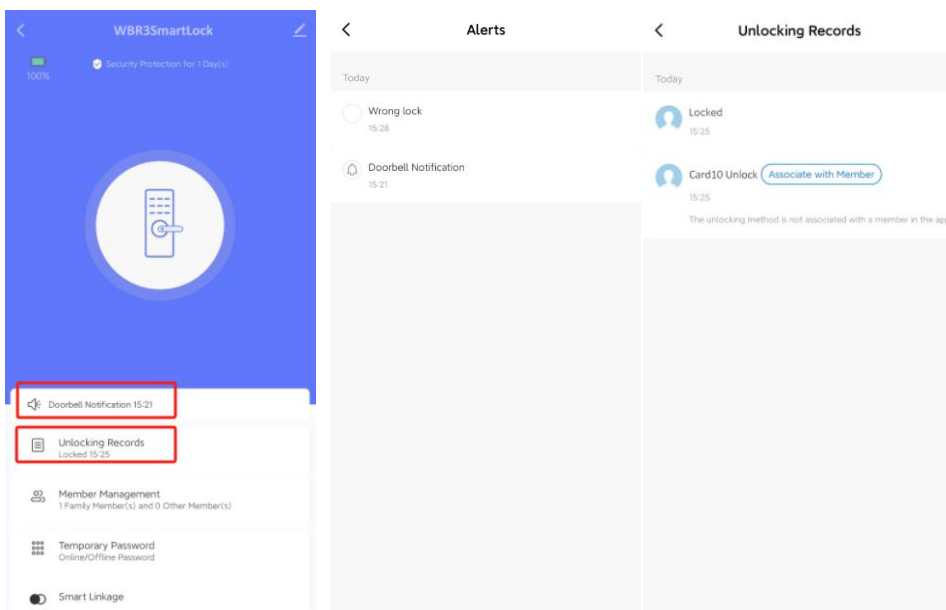 WBR3SmartLock
100%
Security Protection for 1 Day(s)
Doorbell Notification 15:21
Unlocking Records
Locked 15:25
Member Management
1 Family Member(s) and 0 Other Member(s)
Temporary Password
Online/Offline Password
Smart Linkage
Alerts
Today
Wrong lock
15:28
Doorbell Notification
15:21
Unlocking Records
Today
Locked
15:25
Card10 Unlock Associate with Member
15:25
The unlocking method is not associated with a member in the ap